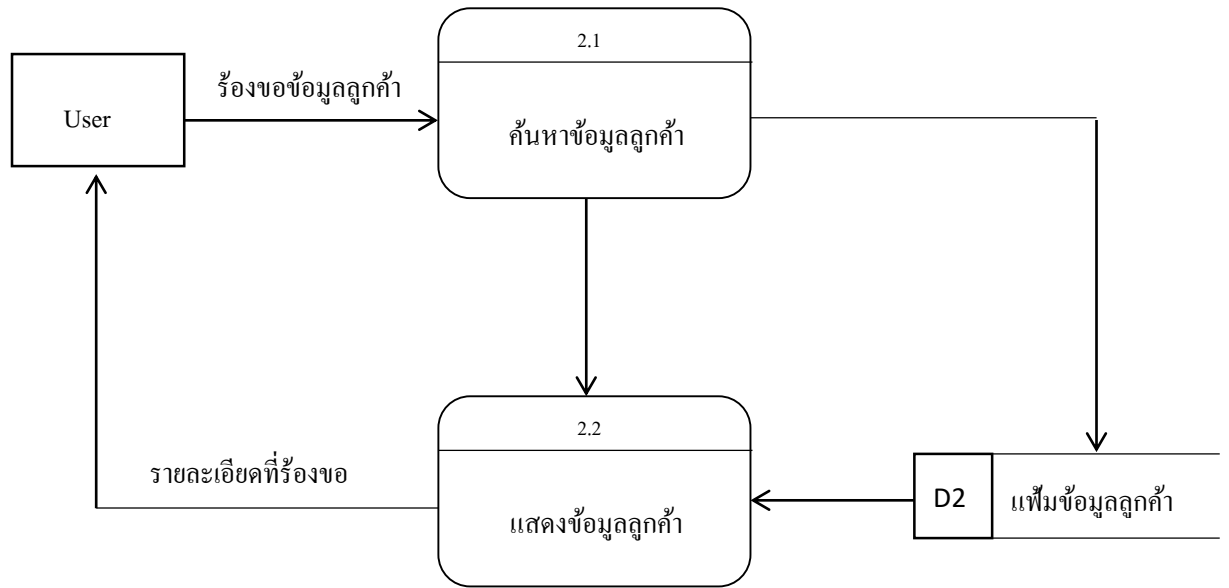 2.1
ร้องขอข้อมูลลูกค้า
User
ค้นหาข้อมูลลูกค้า
2.2
รายละเอียดที่ร้องขอ
D2
แฟ้มข้อมูลลูกค้า
แสดงข้อมูลลูกค้า